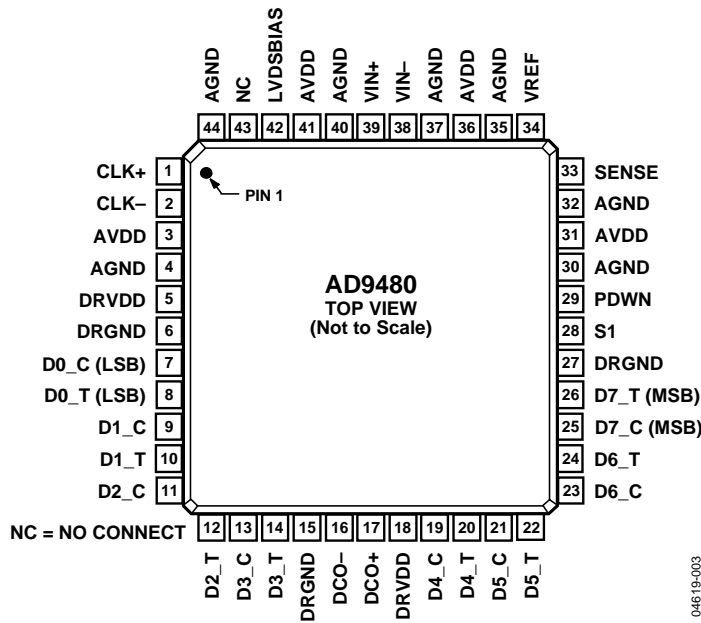 AGND
NC
LVDSBIAS
AVDD
AGND
VIN+
VIN–
AGND
AVDD
AGND
VREF
44 43 42 41 40 39 38 37 36 35 34
CLK+ 1
CLK– 2
AVDD 3
AGND 4
DRVDD 5
DRGND 6
D0_C (LSB) 7
D0_T (LSB) 8
D1_C 9
D1_T 10
D2_C 11
PIN 1
AD9480
TOP VIEW
(Not to Scale)
33 SENSE
32 AGND
31 AVDD
30 AGND
29 PDWN
28 S1
27 DRGND
26 D7_T (MSB)
25 D7_C (MSB)
24 D6_T
23 D6_C
NC = NO CONNECT
12 13 14 15 16 17 18 19 20 21 22
D2_T
D3_C
D3_T
DRGND
DCO–
DCO+
DRVDD
D4_C
D4_T
D5_C
D5_T
04619-003